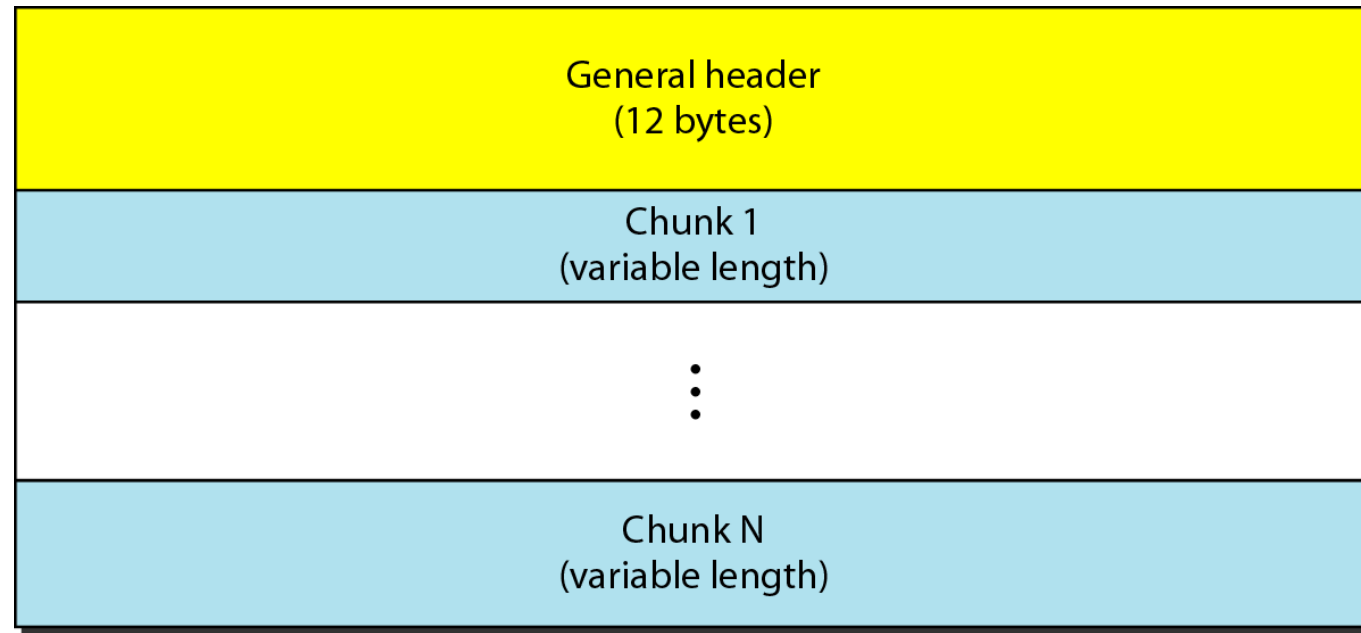 General header
(12 bytes)
Chunk 1
(variable length)
Chunk N
(variable length)